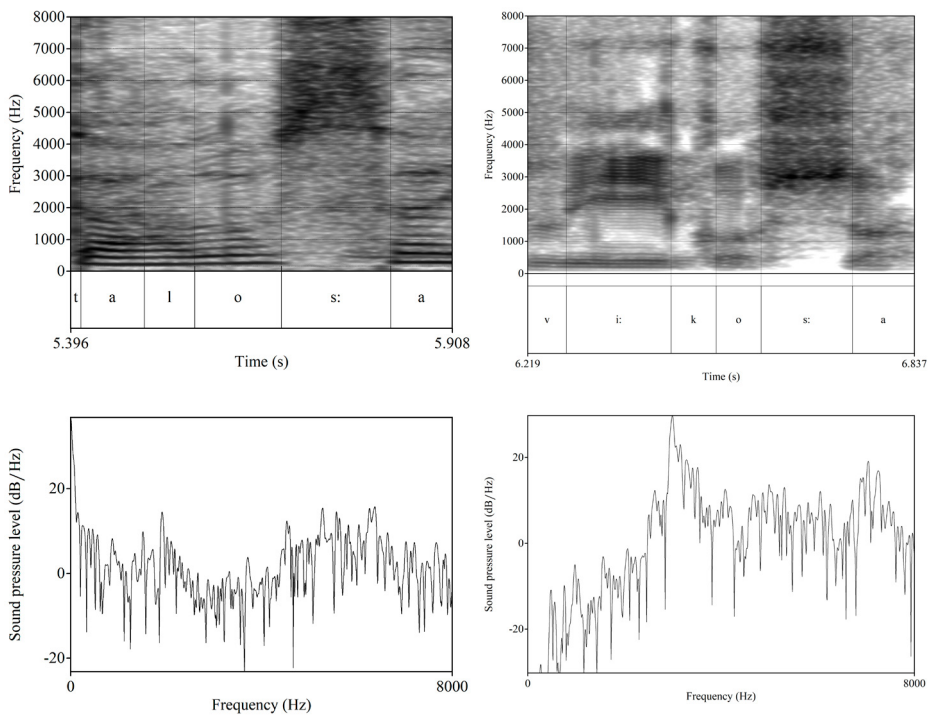 8000
7000
6000
5000
4000
3000
2000
1000
0
Frequency (Hz)
t a l o s: a
5.396 5.908
Time (s)
8000
7000
6000
5000
4000
3000
2000
1000
0
Frequency (Hz)
v i: k o s: a
6.219 6.837
Time (s)
Sound pressure level (dB/Hz)
20
0
-20
0 8000
Frequency (Hz)
Sound pressure level (dB/Hz)
20
0
-20
0 8000
Frequency (Hz)